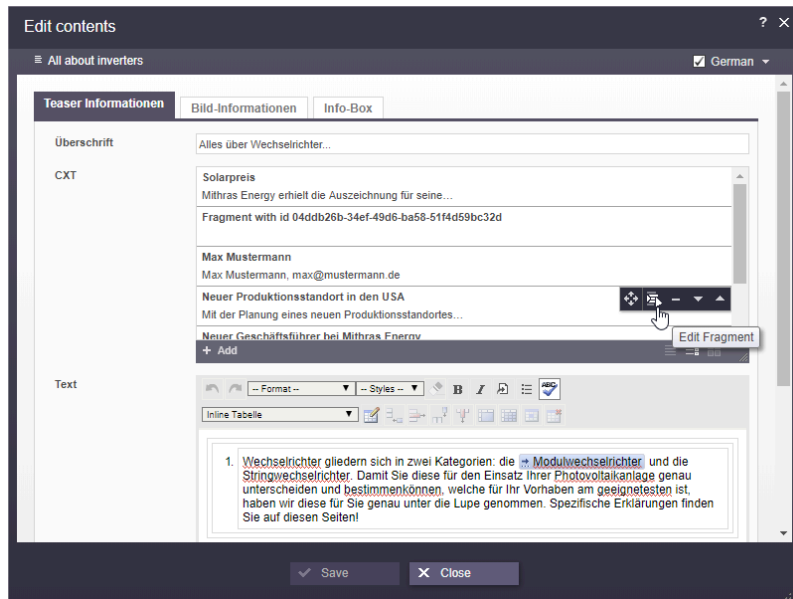 Edit contents
?
All about inverters
German
Teaser Informationen
Bild-Informationen
Info-Box
Überschrift
Alles über Wechselrichter...
CXT
Solarpreis
Mithras Energy erhielt die Auszeichnung für seine…
Fragment with id 04ddb26b-34ef-49d6-ba58-51f4d59bc32d
Max Mustermann
Max Mustermann, max@mustermann.de
Neuer Produktionsstandort in den USA
Mit der Planung eines neuen Produktionsstandortes…
Edit Fragment
Neuer Geschäftsführer bei Mithras Energy
+ Add
Text
-- Format --
-- Styles --
B
I
ABC
Inline Tabelle
1. Wechselrichter gliedern sich in zwei Kategorien: die Modulwechselrichter und die
Stringwechselrichter. Damit Sie diese für den Einsatz Ihrer Photovoltaikanlage genau
unterscheiden und bestimmenkönnen, welche für Ihr Vorhaben am geeignetesten ist,
haben wir diese für Sie genau unter die Lupe genommen. Spezifische Erklärungen finden
Sie auf diesen Seiten!
Save
Close